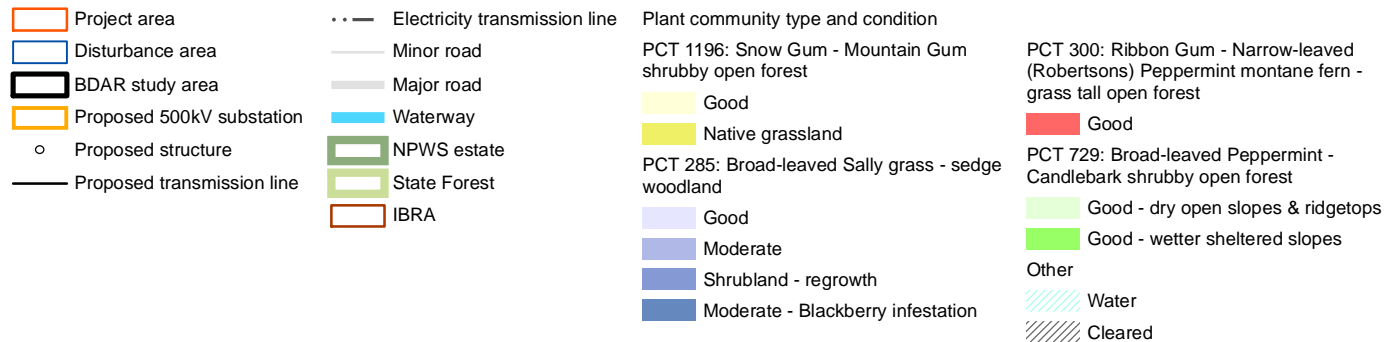 Project area
Disturbance area
BDAR study area
Proposed 500kV substation
Proposed structure
Proposed transmission line
Electricity transmission line
Minor road
Major road
Waterway
NPWS estate
State Forest
IBRA
Plant community type and condition
PCT 1196: Snow Gum - Mountain Gum
shrubby open forest
Good
Native grassland
PCT 285: Broad-leaved Sally grass - sedge
woodland
Good
Moderate
Shrubland - regrowth
Moderate - Blackberry infestation
PCT 300: Ribbon Gum - Narrow-leaved
(Robertsons) Peppermint montane fern -
grass tall open forest
Good
PCT 729: Broad-leaved Peppermint -
Candlebark shrubby open forest
Good - dry open slopes & ridgetops
Good - wetter sheltered slopes
Other
Water
Cleared